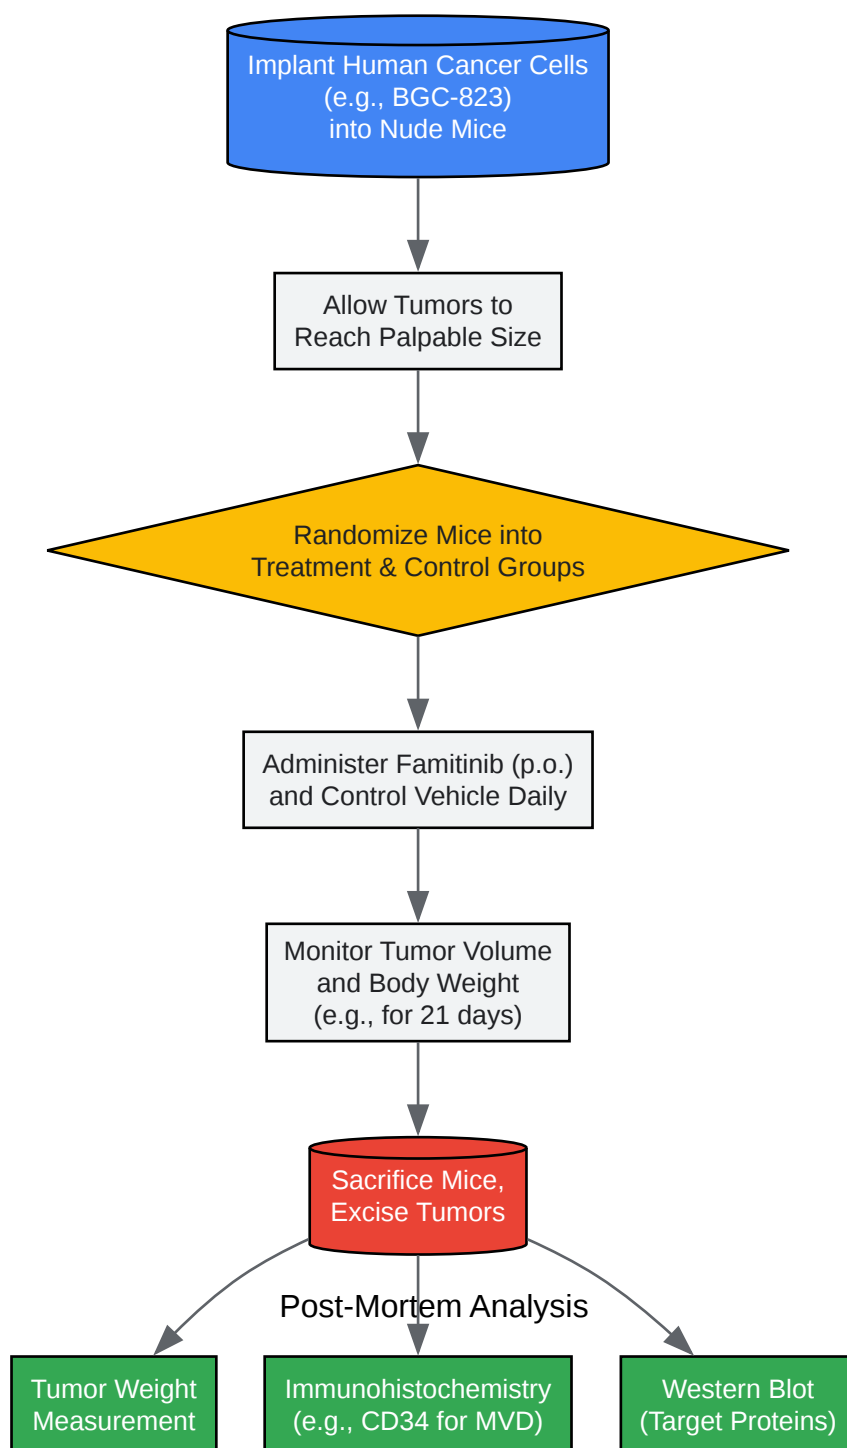 Implant Human Cancer Cells
(e.g., BGC-823)
into Nude Mice
Allow Tumors to
Reach Palpable Size
Randomize Mice into
Treatment & Control Groups
Administer Famitinib (p.o.)
and Control Vehicle Daily
Monitor Tumor Volume
and Body Weight
(e.g., for 21 days)
Sacrifice Mice,
Excise Tumors
Post-Mortem Analysis
Tumor Weight
Measurement
Immunohistochemistry
(e.g., CD34 for MVD)
Western Blot
(Target Proteins)